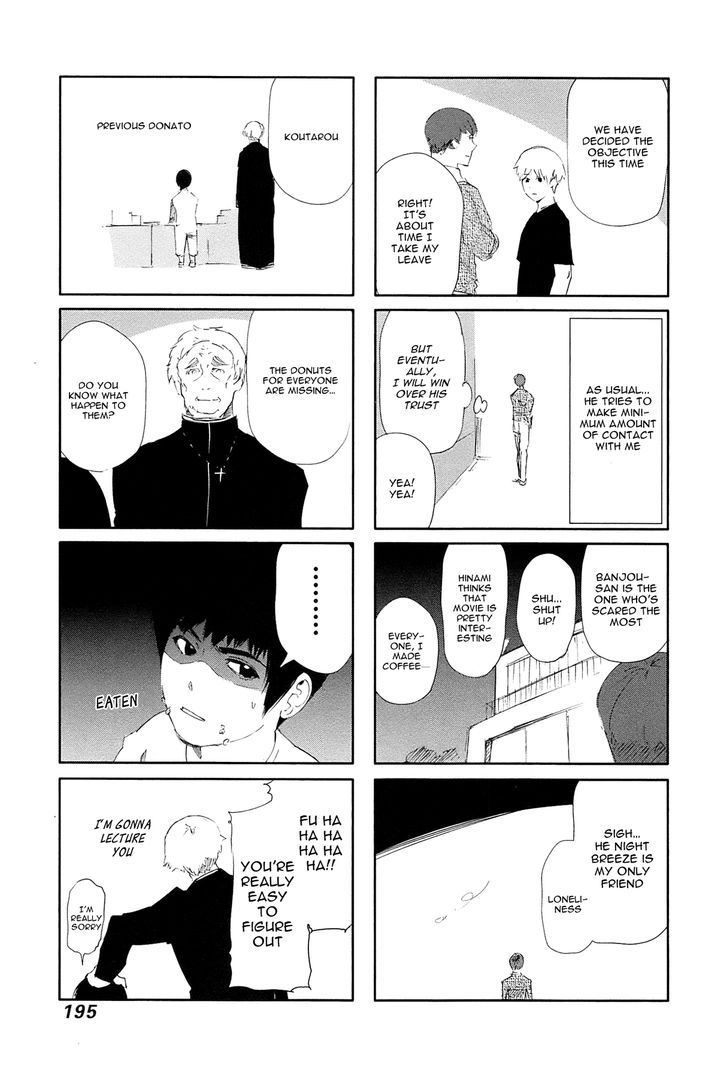 WE HAVE
DECIDED THE
OBJECTIVE
THIS TIME
RIGHT!
IT'S
ABOUT
TIME I
TAKE MY
LEAVE
AS USUAL...
HE TRIES TO
MAKE MINI-
MUM AMOUNT
OF CONTACT
WITH ME
BUT
EVENTU-
ALLY,
I WILL WIN
OVER HIS
TRUST
YEA!
YEA!
BANJOU-
SAN IS THE
ONE WHO'S
SCARED THE
MOST
SHU...
SHUT
UP!
HINAMI
THINKS
THAT
MOVIE IS
PRETTY
INTER-
ESTING
EVERY-
ONE, I
MADE
COFFEE...
SIGH...
HE NIGHT
BREEZE IS
MY ONLY
FRIEND
LONELI-
NESS
KOUTAROU
PREVIOUS DONATO
THE DONUTS
FOR EVERYONE
ARE MISSING...
DO YOU
KNOW WHAT
HAPPEN TO
THEM?
........
EATEN
FU HA
HA HA
HA HA
HA!!
YOU'RE
REALLY
EASY
TO
FIGURE
OUT
I'M GONNA
LECTURE
YOU
I'M
REALLY
SORRY
195